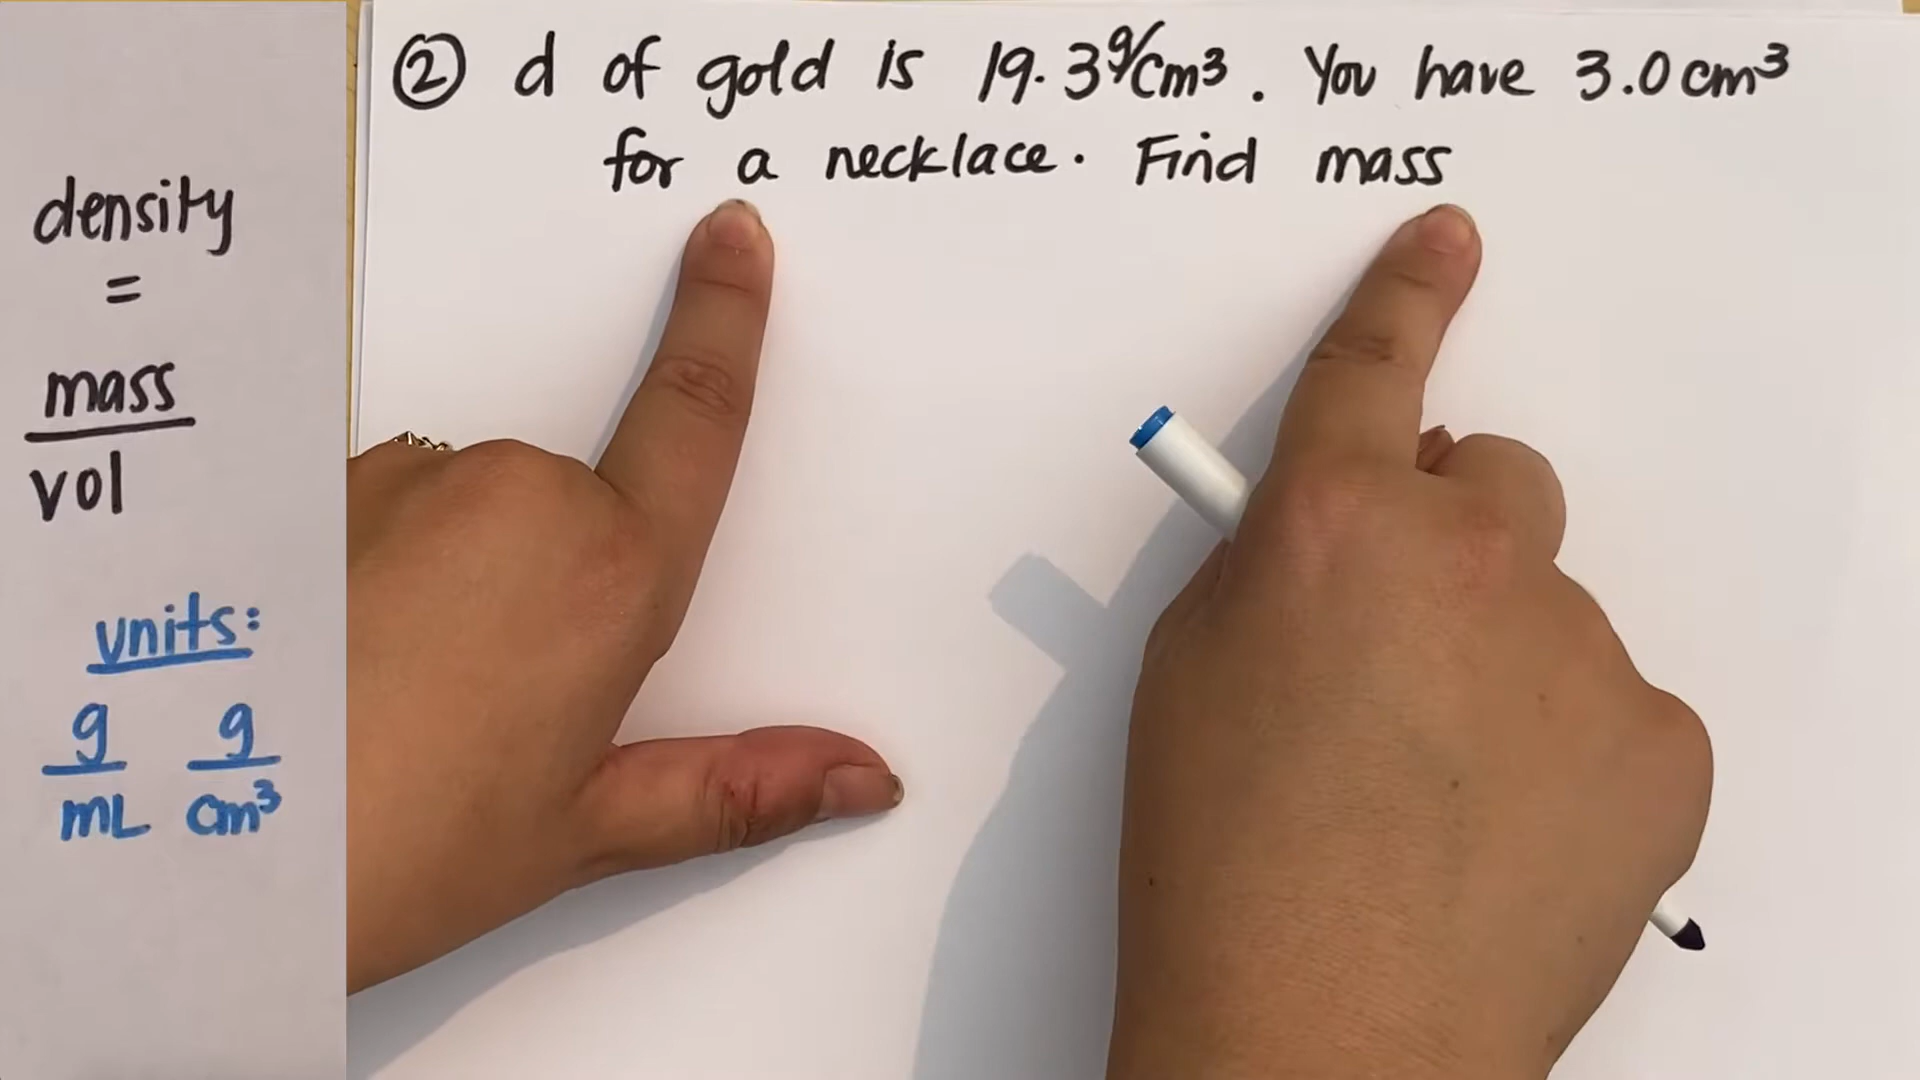 density
=
mass
vol
units:
g g
mL cm³
② d of gold is 19.3 g/cm³. You have 3.0 cm³
for a necklace. Find mass